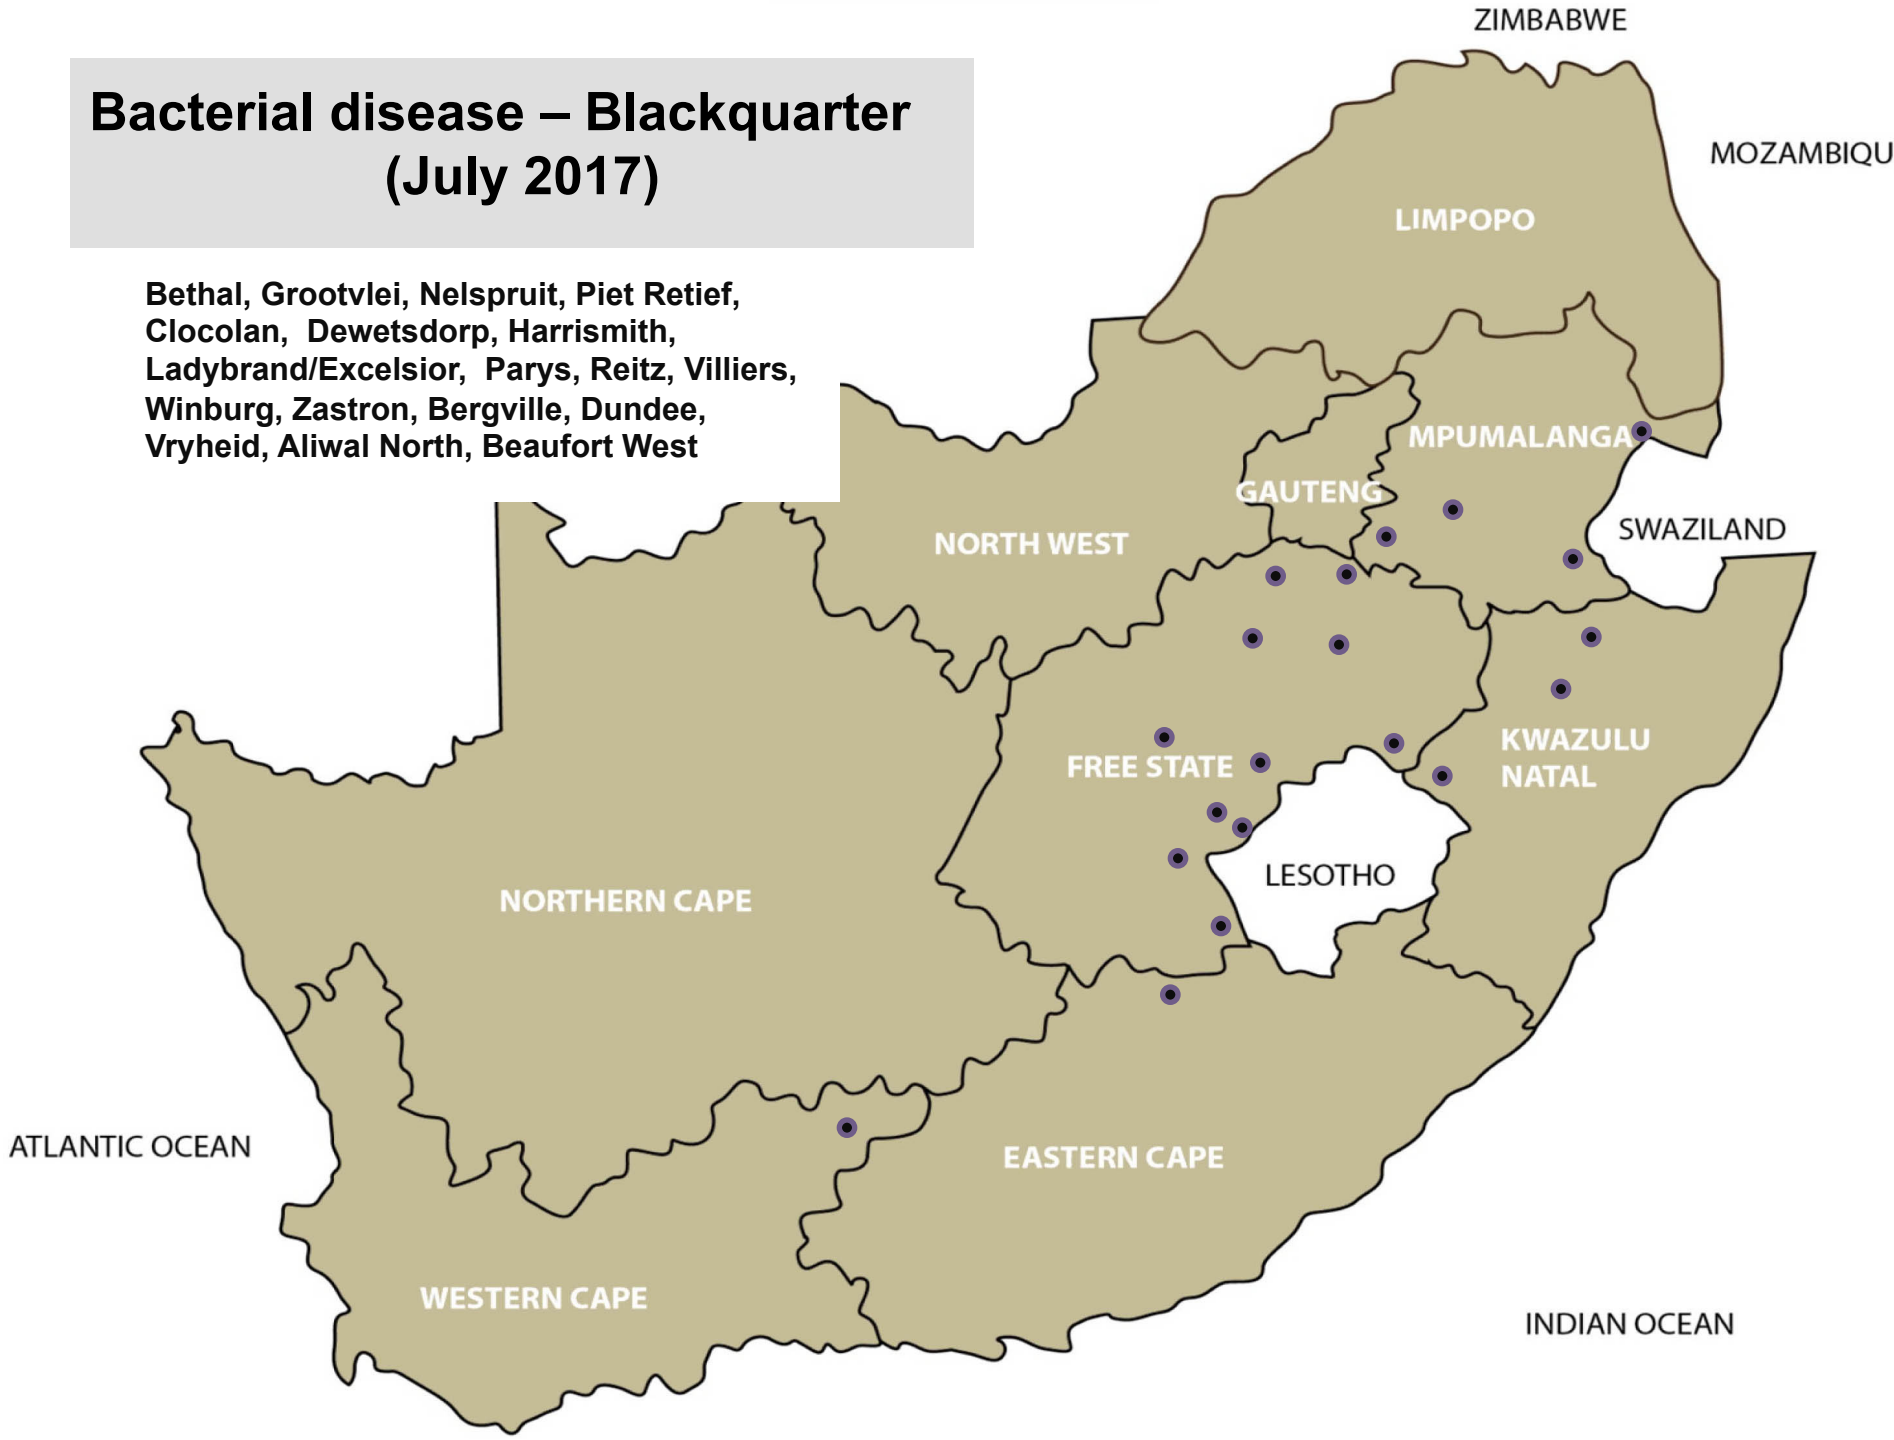 ZIMBABWE
Bacterial disease – Blackquarter
(July 2017)
MOZAMBIQU
LIMPOPO
Bethal, Grootvlei, Nelspruit, Piet Retief,
Clocolan, Dewetsdorp, Harrismith,
Ladybrand/Excelsior, Parys, Reitz, Villiers,
Winburg, Zastron, Bergville, Dundee,
Vryheid, Aliwal North, Beaufort West
MPUMALANGA
GAUTENG
SWAZILAND
NORTH WEST
KWAZULU
NATAL
FREE STATE
LESOTHO
NORTHERN CAPE
ATLANTIC OCEAN
EASTERN CAPE
WESTERN CAPE
INDIAN OCEAN